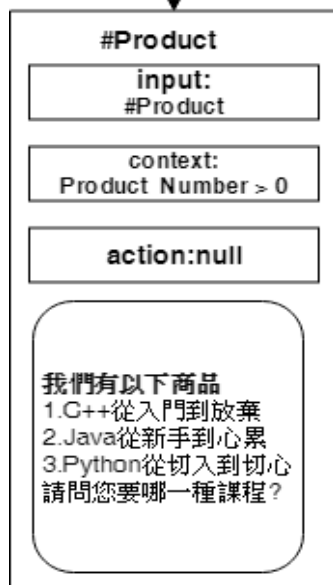 #Product
input:
#Product
context:
Product Number > 0
action:null
我們有以下商品
1.C++從入門到放棄
2.Java從新手到心累
3.Python從切入到切心
請問您要哪一種課程?